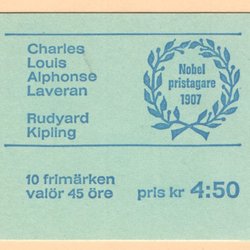 Charles
Louis
Alphonse
Laveran
Rudyard
Kipling
Nobel
pristagare
1907
10 frimärken
valör 45 öre
pris kr 4:50